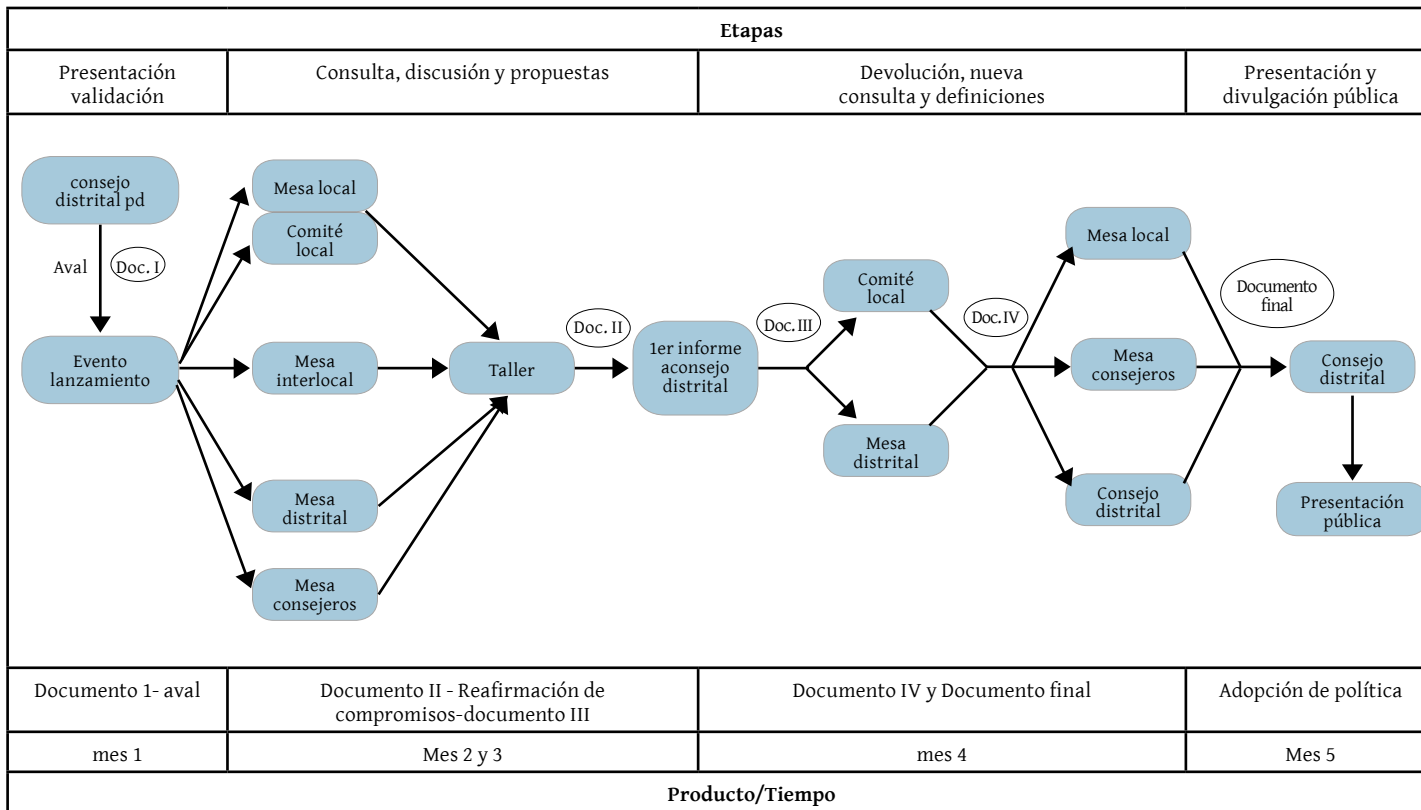 Etapas
Presentación
validación
Consulta, discusión y propuestas
Devolución, nueva
consulta y definiciones
Presentación y
divulgación pública
consejo
distrital pd
Aval
Doc. I
Evento
lanzamiento
Mesa local
Comité
local
Mesa
interlocal
Mesa
distrital
Mesa
consejeros
Taller
Doc. II
1er informe
aconsejo
distrital
Doc. III
Comité
local
Mesa
distrital
Doc. IV
Mesa local
Mesa
consejeros
Consejo
distrital
Documento
final
Consejo
distrital
Presentación
pública
Documento 1- aval
Documento II - Reafirmación de
compromisos-documento III
Documento IV y Documento final
Adopción de política
mes 1
Mes 2 y 3
mes 4
Mes 5
Producto/Tiempo